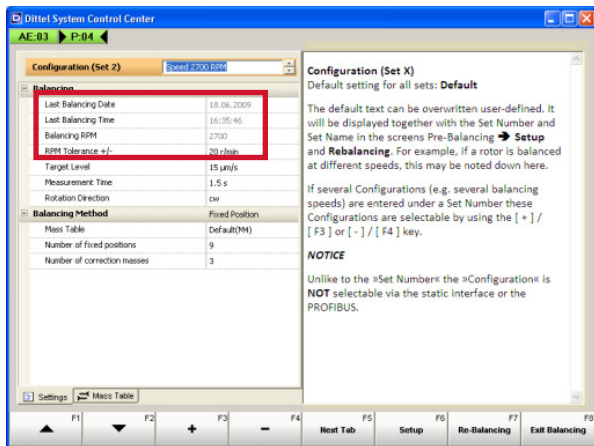 Dittel System Control Center
AE:03 P:04
Configuration (Set 2) Speed 2700 RPM
Balancing
Last Balancing Date 18.06.2009
Last Balancing Time 16:35:46
Balancing RPM 2700
RPM Tolerance +/- 20 r/min
Target Level 15 µm/s
Measurement Time 1.5 s
Rotation Direction cw
Balancing Method Fixed Position
Mass Table Default(M4)
Number of fixed positions 9
Number of correction masses 3
Settings Mass Table
Configuration (Set X)
Default setting for all sets: Default
The default text can be overwritten user-defined. It
will be displayed together with the Set Number and
Set Name in the screens Pre-Balancing ➔ Setup
and Rebalancing. For example, if a rotor is balanced
at different speeds, this may be noted down here.
If several Configurations (e.g. several balancing
speeds) are entered under a Set Number these
Configurations are selectable by using the [ + ] /
[ F3 ] or [ - ] / [ F4 ] key.
NOTICE
Unlike to the »Set Number« the »Configuration« is
NOT selectable via the static interface or the
PROFIBUS.
F1 F2 F3 F4 F5 F6 F7 F8
+ - Next Tab Setup Re-Balancing Exit Balancing